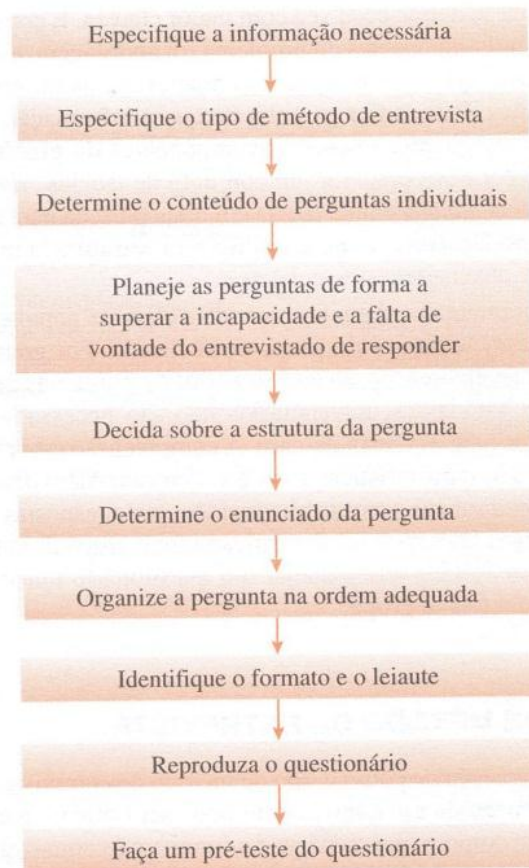 Especifique a informação necessária
Especifique o tipo de método de entrevista
Determine o conteúdo de perguntas individuais
Planeje as perguntas de forma a
superar a incapacidade e a falta de
vontade do entrevistado de responder
Decida sobre a estrutura da pergunta
Determine o enunciado da pergunta
Organize a pergunta na ordem adequada
Identifique o formato e o leiaute
Reproduza o questionário
Faça um pré-teste do questionário